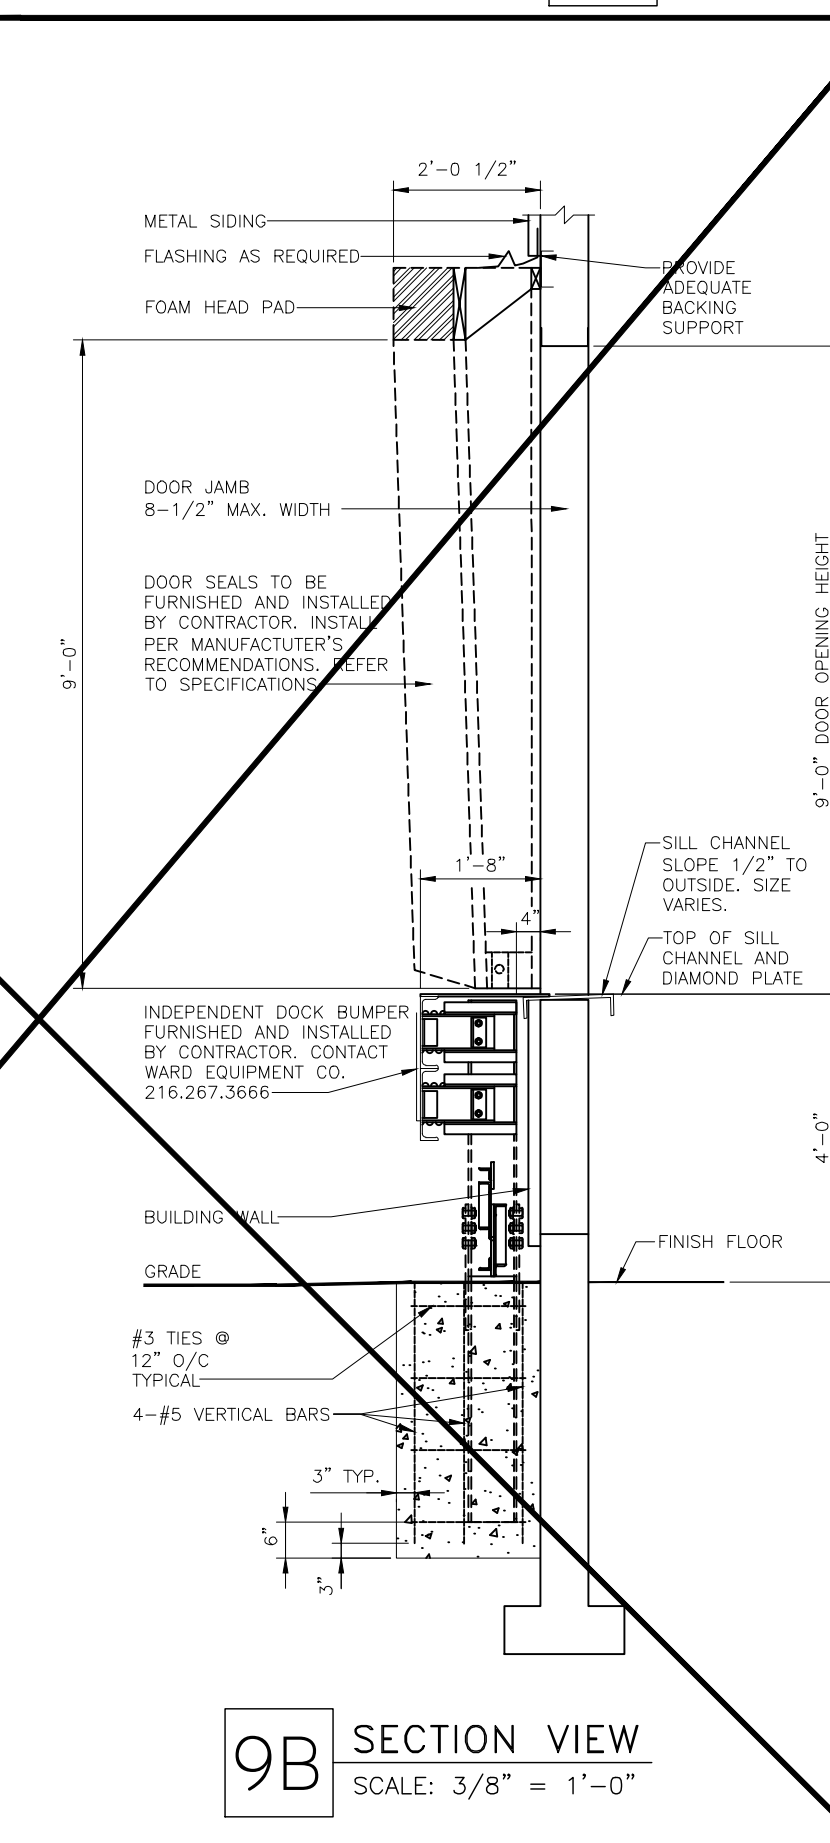 2'-0 1/2"
METAL SIDING
FLASHING AS REQUIRED
FOAM HEAD PAD
PROVIDE
ADEQUATE
BACKING
SUPPORT
DOOR JAMB
8-1/2" MAX. WIDTH
DOOR SEALS TO BE
FURNISHED AND INSTALLED
BY CONTRACTOR. INSTALL
PER MANUFACTUTER'S
RECOMMENDATIONS. REFER
TO SPECIFICATIONS
9'-0"
9'-0" DOOR OPENING HEIGHT
1'-8"
4"
SILL CHANNEL
SLOPE 1/2" TO
OUTSIDE. SIZE
VARIES.
TOP OF SILL
CHANNEL AND
DIAMOND PLATE
INDEPENDENT DOCK BUMPER
FURNISHED AND INSTALLED
BY CONTRACTOR. CONTACT
WARD EQUIPMENT CO.
216.267.3666
4'-0"
BUILDING WALL
FINISH FLOOR
GRADE
#3 TIES @
12" O/C
TYPICAL
4-#5 VERTICAL BARS
3" TYP.
6"
3"
9B
SECTION VIEW
SCALE: 3/8" = 1'-0"